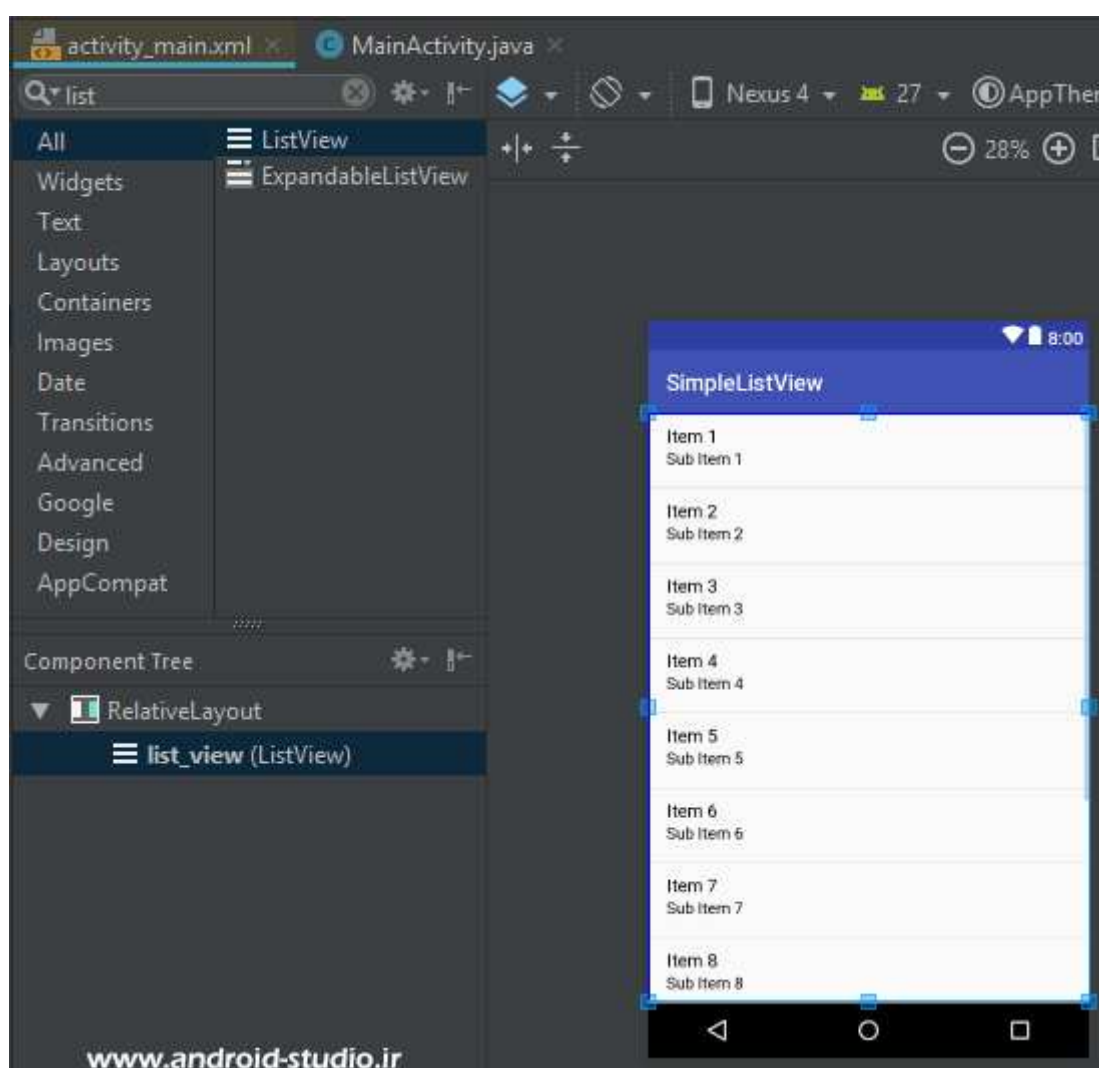 activity_main.xml
MainActivity.java
list
Nexus 4
27
AppTher
All
Widgets
Text
Layouts
Containers
Images
Date
Transitions
Advanced
Google
Design
AppCompat
ListView
ExpandableListView
28%
Component Tree
RelativeLayout
list_view (ListView)
8:00
SimpleListView
Item 1
Sub Item 1
Item 2
Sub Item 2
Item 3
Sub Item 3
Item 4
Sub Item 4
Item 5
Sub Item 5
Item 6
Sub Item 6
Item 7
Sub Item 7
Item 8
Sub Item 8
www.android-studio.ir